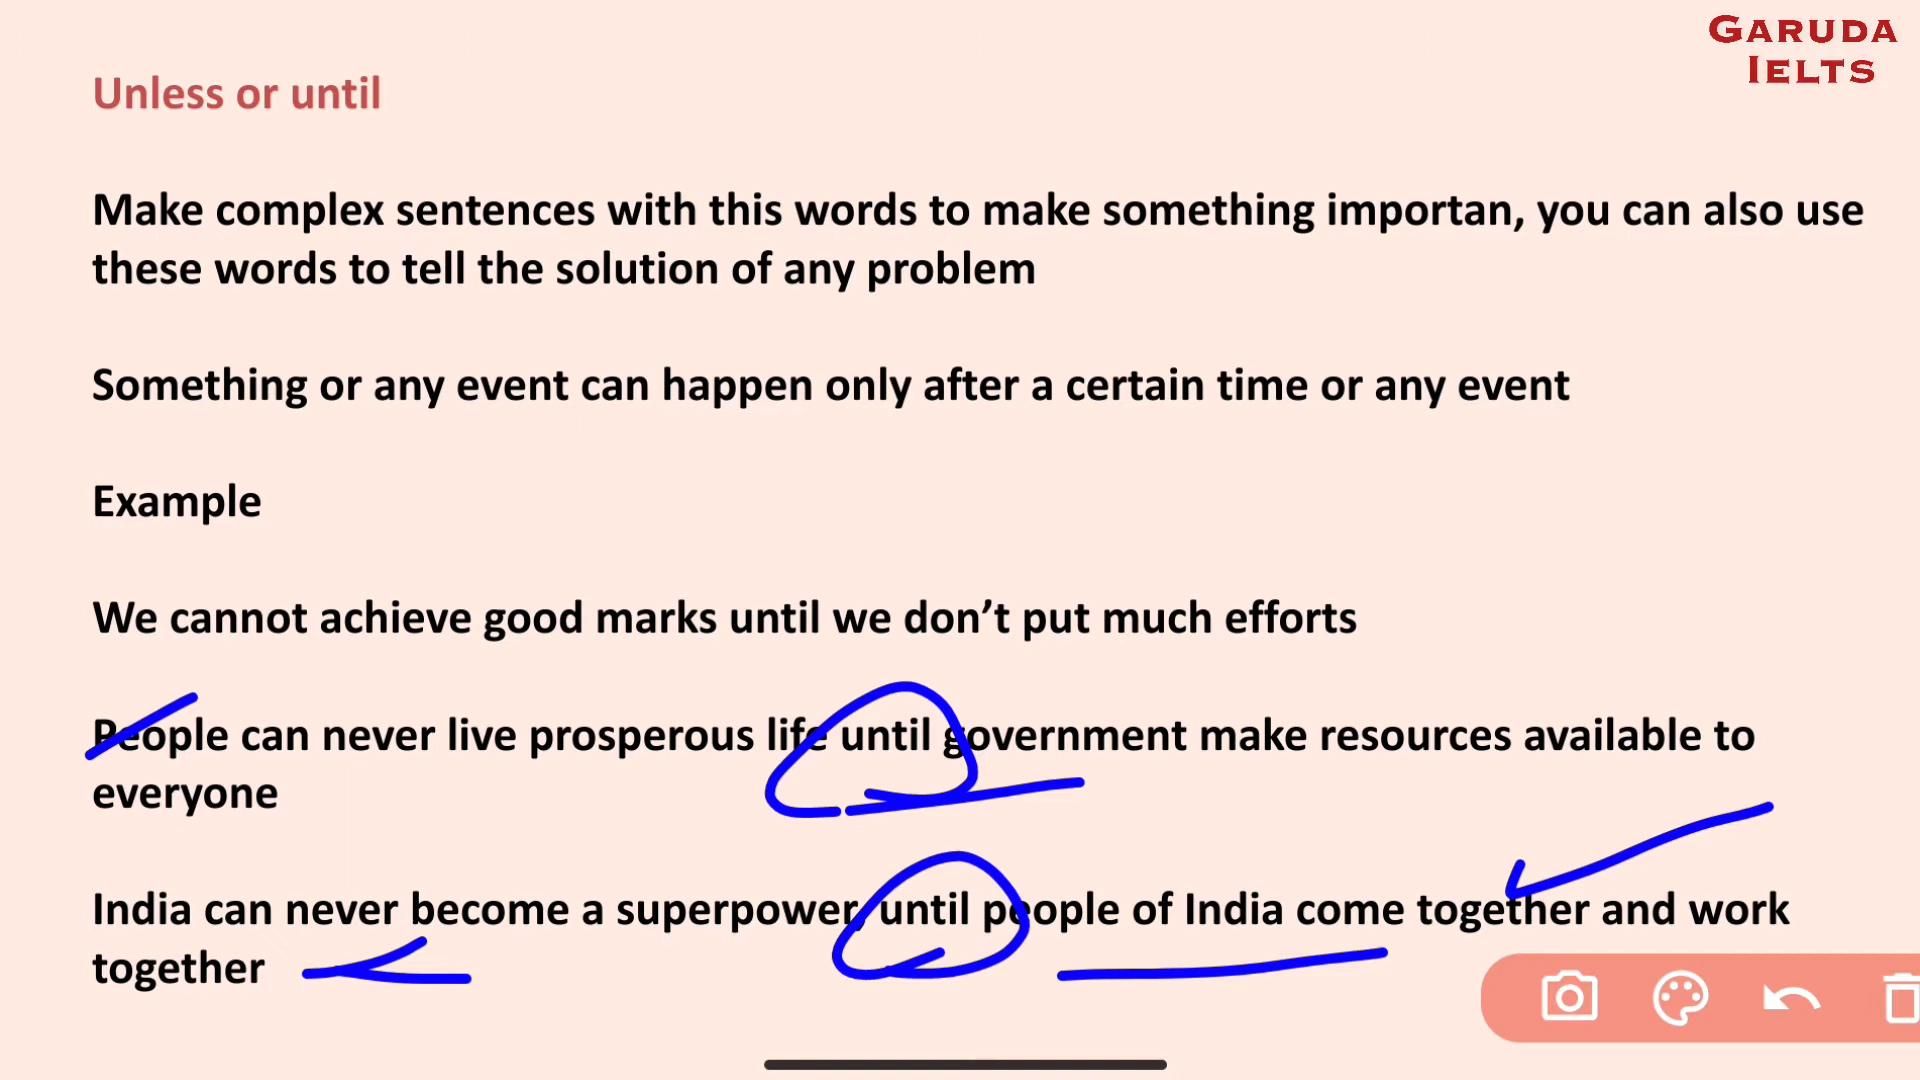 GARUDA
IELTS
Unless or until
Make complex sentences with this words to make something importan, you can also use
these words to tell the solution of any problem
Something or any event can happen only after a certain time or any event
Example
We cannot achieve good marks until we don’t put much efforts
People can never live prosperous life until government make resources available to
everyone
India can never become a superpower, until people of India come together and work
together